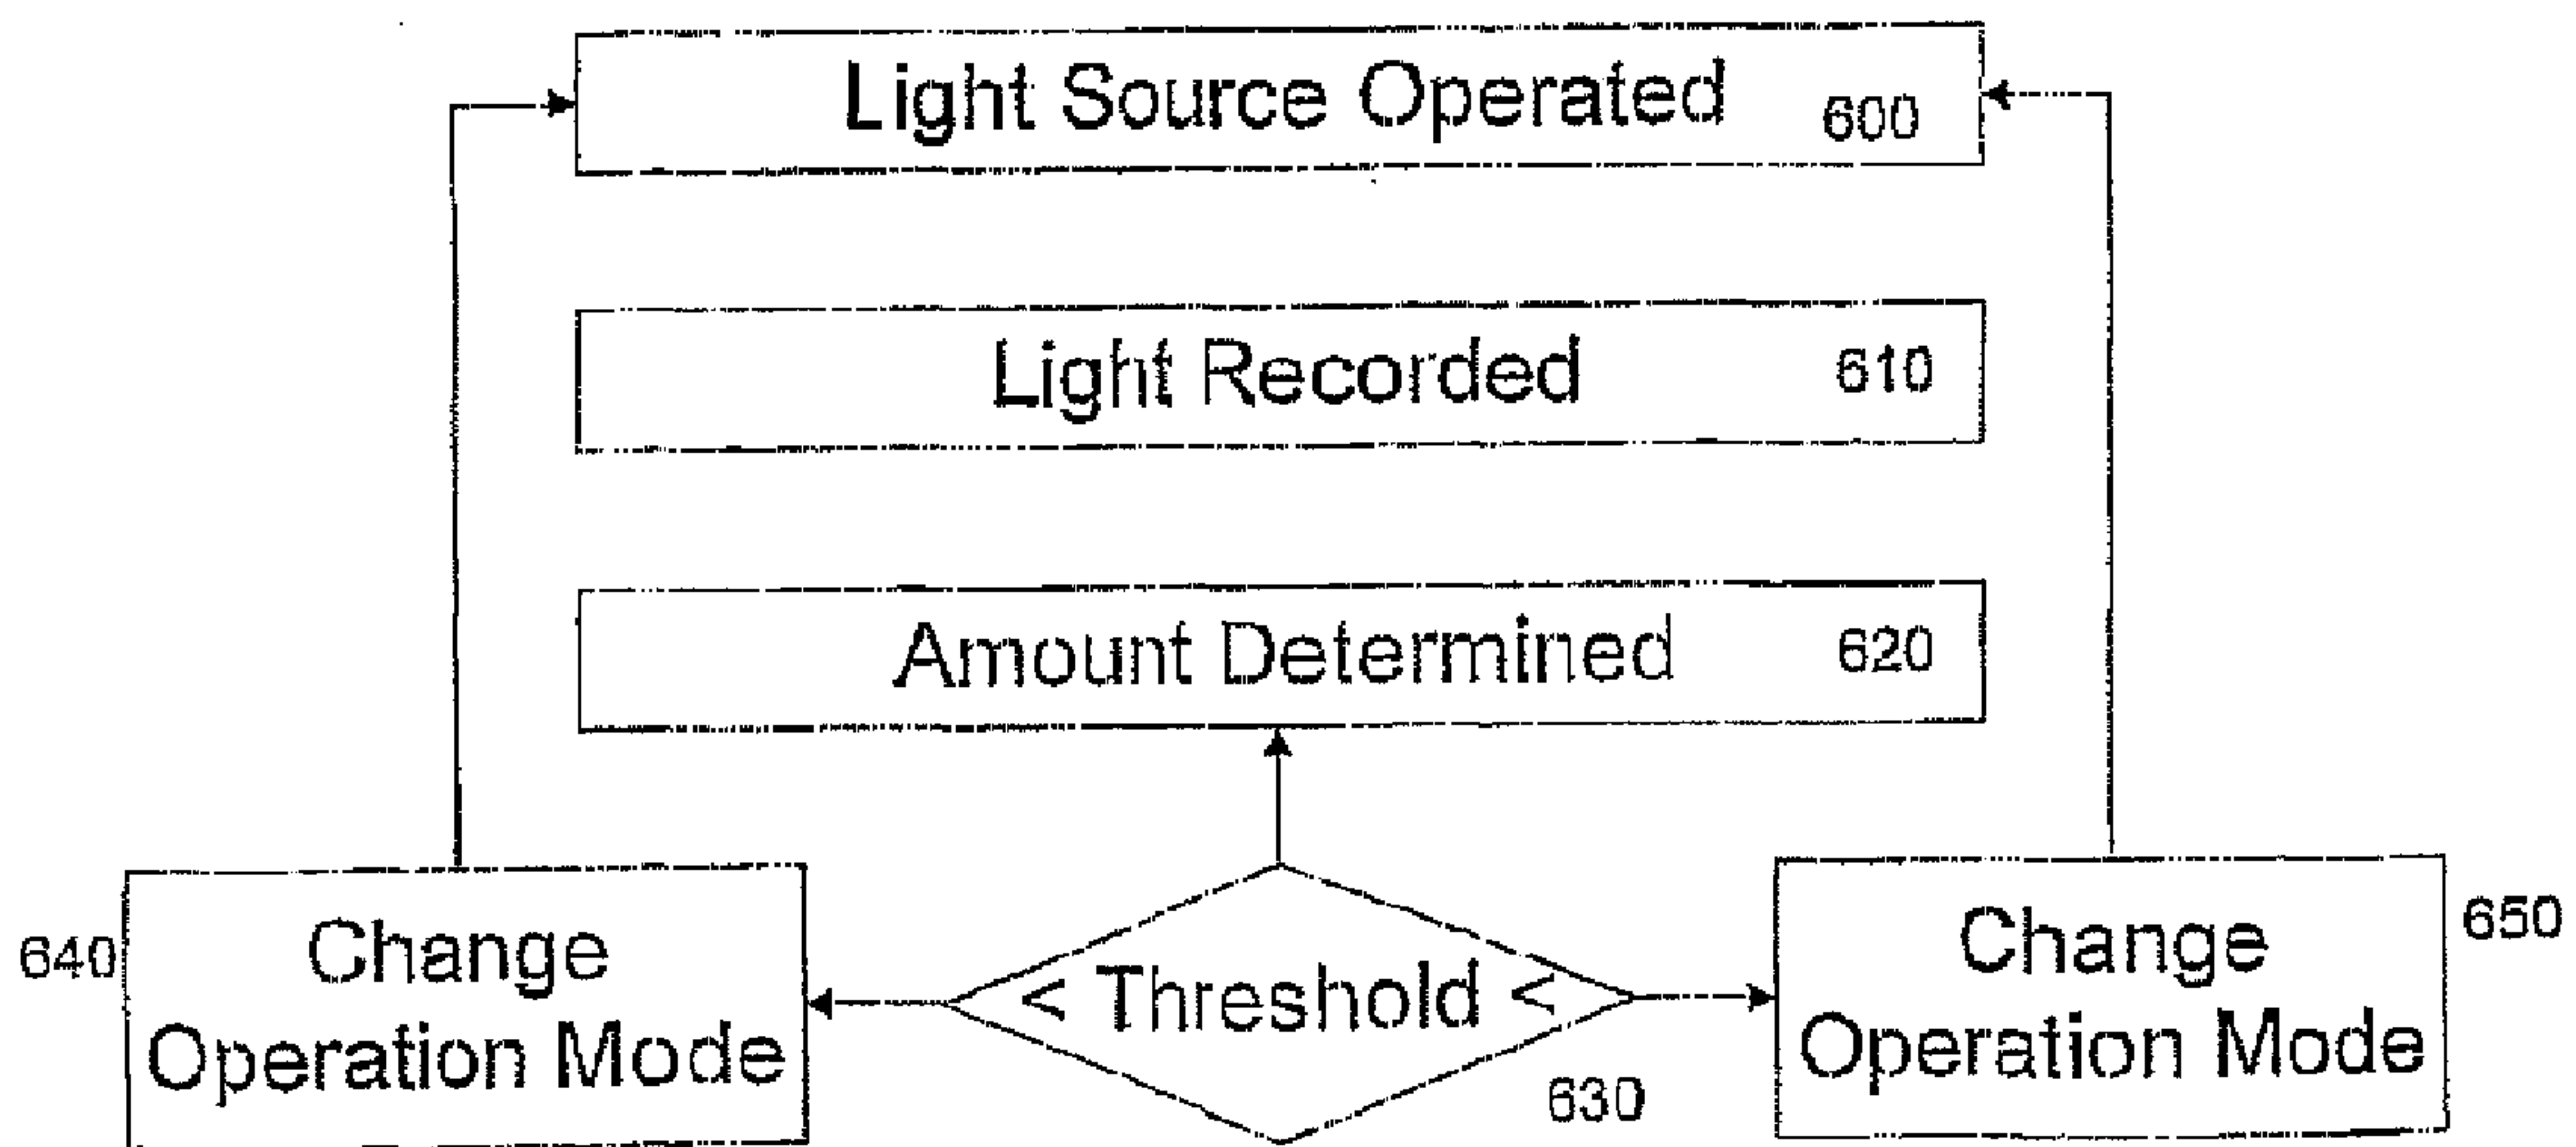 Light Source Operated 600
Light Recorded 610
Amount Determined 620
640 Change
Operation Mode
< Threshold <
630
Change 650
Operation Mode